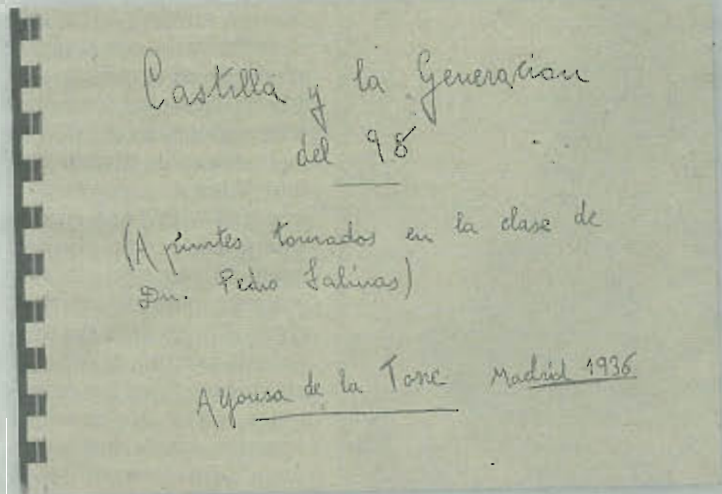 Castilla y la Generacion
del 98
(Apuntes tomados en la clase de
Dn. Pedro Salinas)
Alfonsa de la Torre Madrid 1936